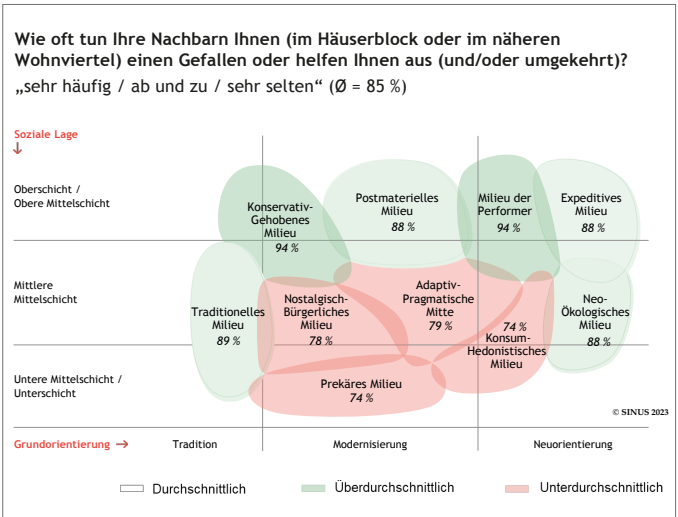 Wie oft tun Ihre Nachbarn Ihnen (im Häuserblock oder im näheren
Wohnviertel) einen Gefallen oder helfen Ihnen aus (und/oder umgekehrt)?
„sehr häufig / ab und zu / sehr selten“ (Ø = 85 %)
Soziale Lage
↓
Oberschicht /
Obere Mittelschicht
Konservativ-
Gehobenes
Milieu
94 %
Postmaterielles
Milieu
88 %
Milieu der
Performer
94 %
Expeditives
Milieu
88 %
Mittlere
Mittelschicht
Traditionelles
Milieu
89 %
Nostalgisch-
Bürgerliches
Milieu
78 %
Adaptiv-
Pragmatische
Mitte
79 %
74 %
Konsum-
Hedonistisches
Milieu
Neo-
Ökologisches
Milieu
88 %
Untere Mittelschicht /
Unterschicht
Prekäres Milieu
74 %
© SINUS 2023
Grundorientierung →
Tradition
Modernisierung
Neuorientierung
Durchschnittlich
Überdurchschnittlich
Unterdurchschnittlich